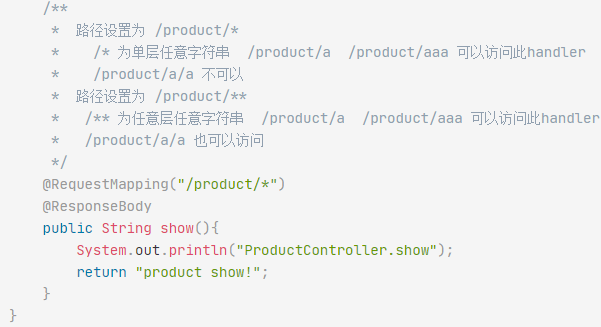 /**
 *  路径设置为 /product/*
 *    /* 为单层任意字符串  /product/a  /product/aaa 可以访问此handler
 *    /product/a/a 不可以
 *  路径设置为 /product/**
 *   /** 为任意层任意字符串  /product/a  /product/aaa 可以访问此handler
 *   /product/a/a 也可以访问
 */
@RequestMapping("/product/*")
@ResponseBody
public String show(){
    System.out.println("ProductController.show");
    return "product show!";
}
}